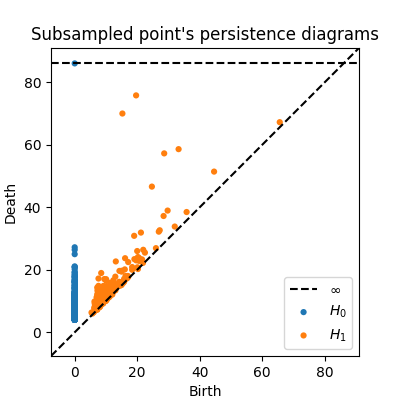 Subsampled point's persistence diagrams
Death
80
60
40
20
0
0 20 40 60 80
Birth
∞
H₀
H₁